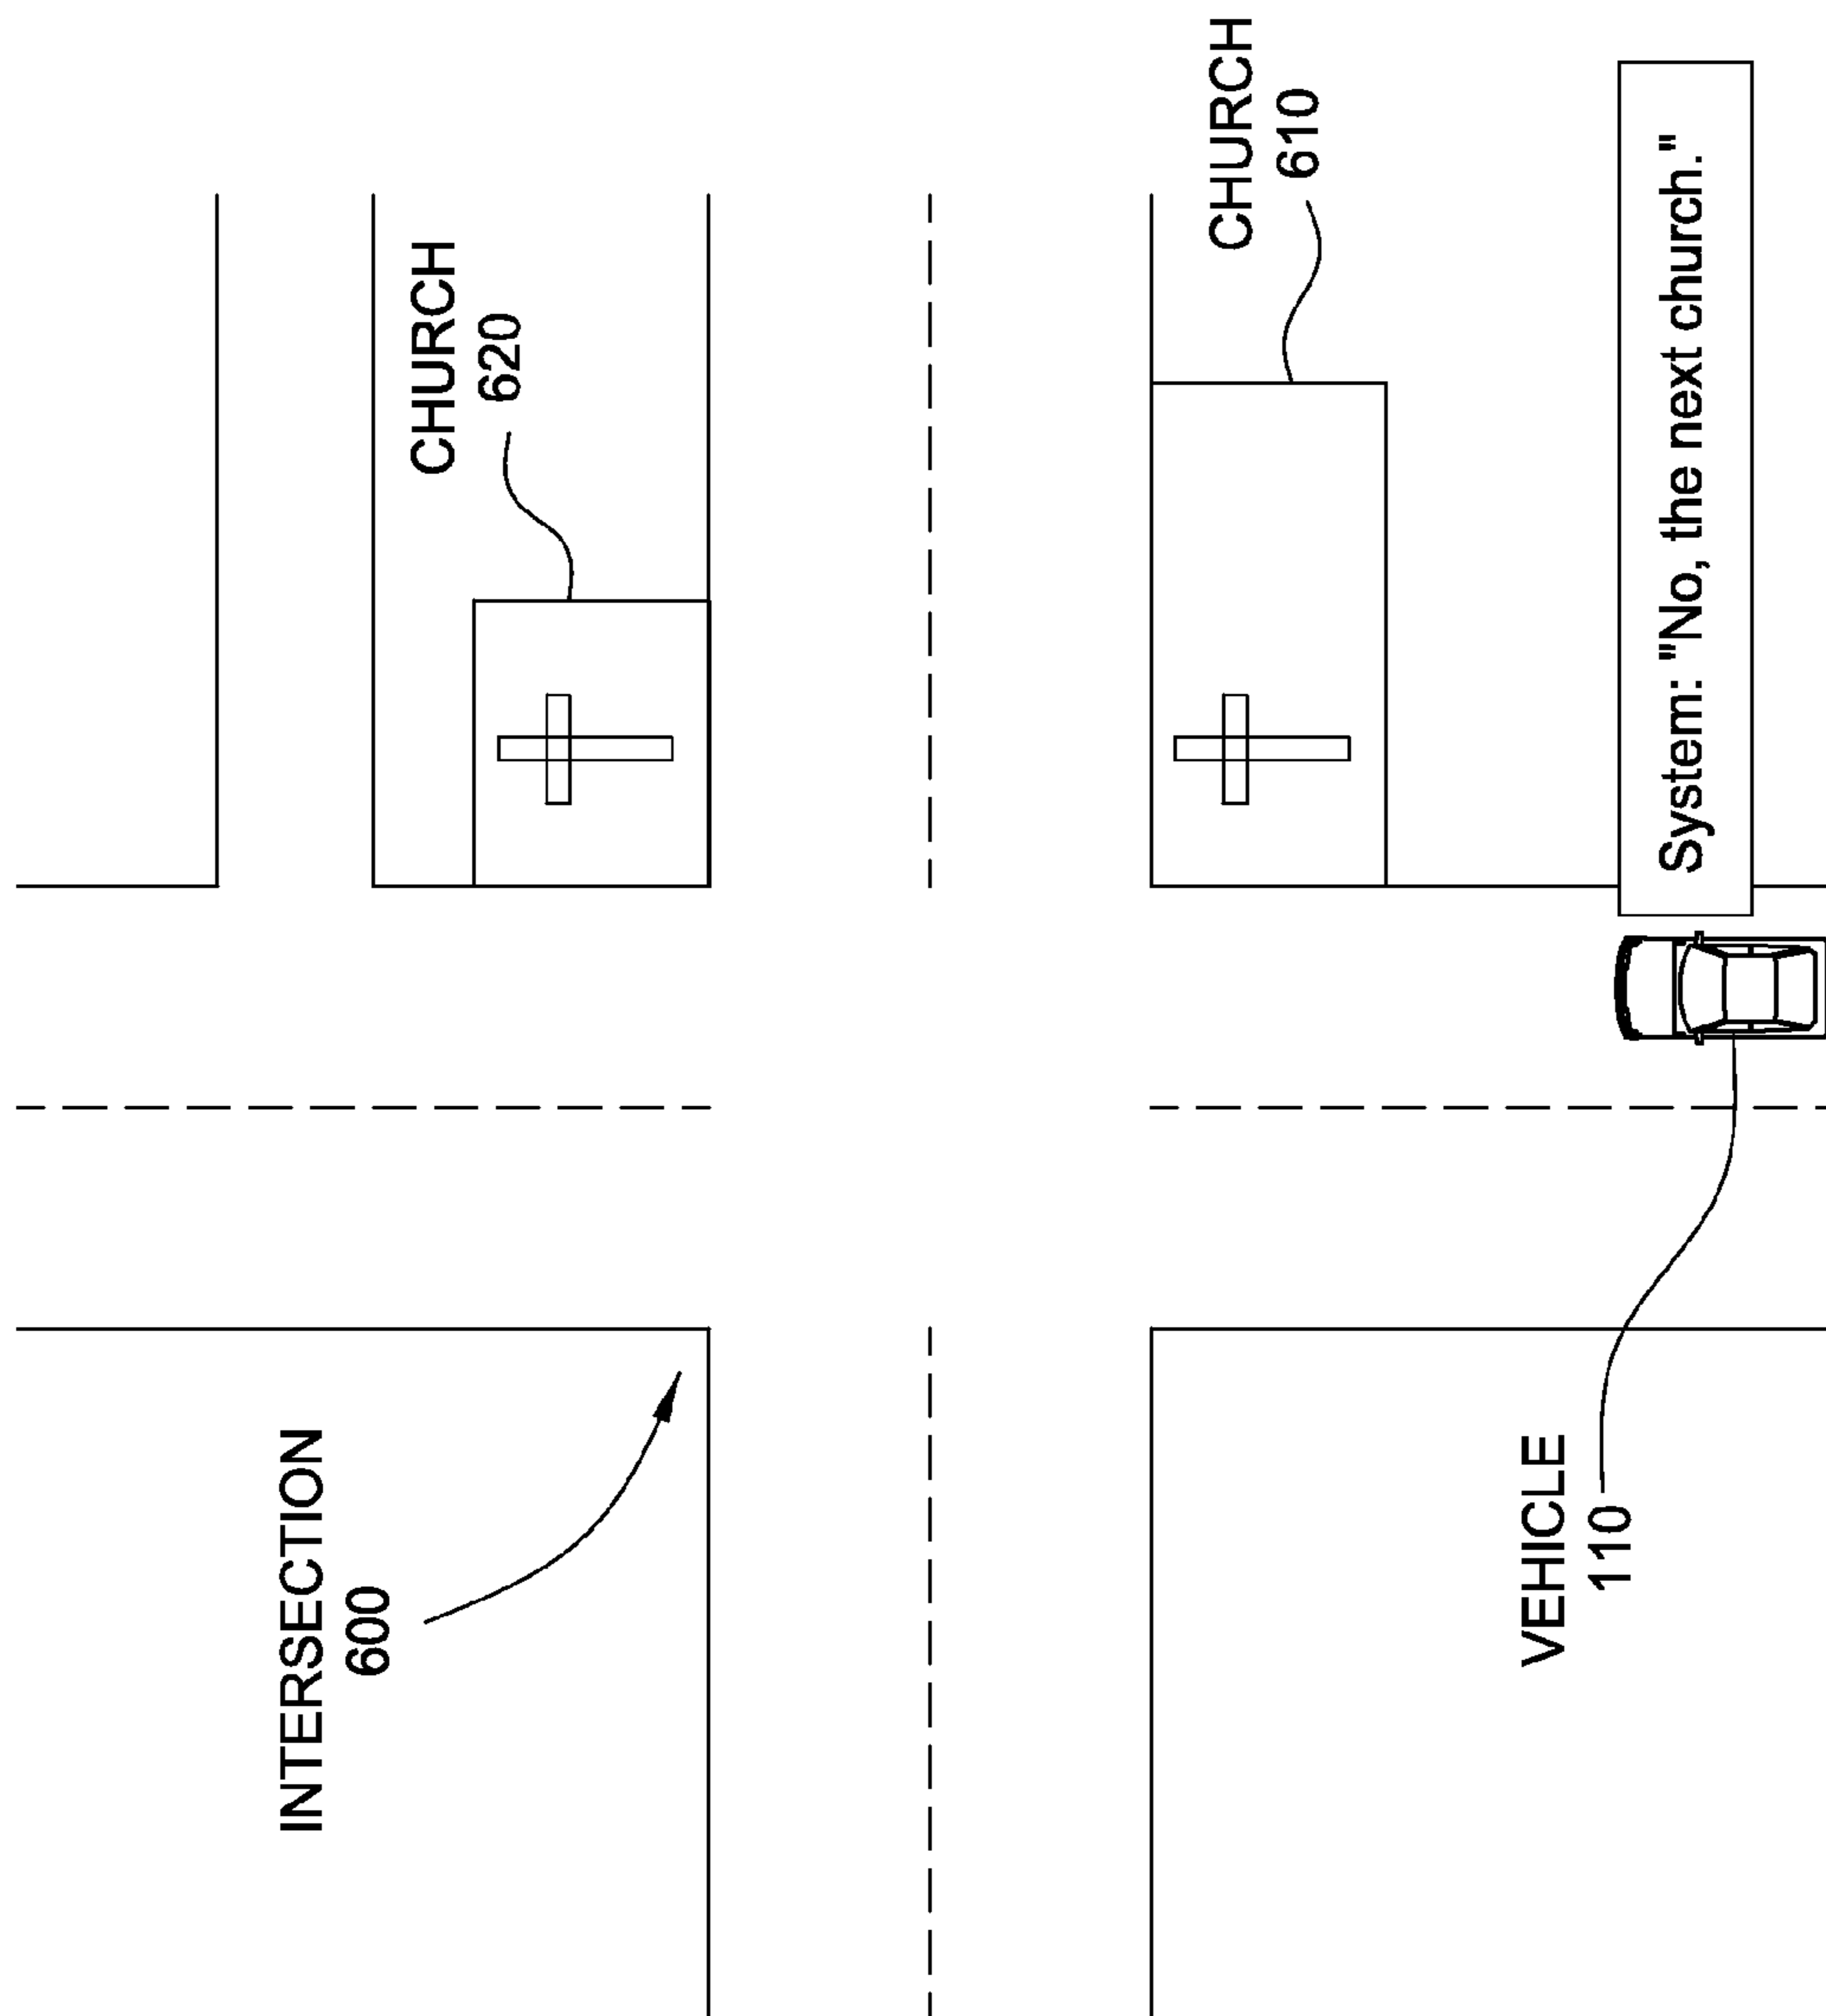 INTERSECTION
600
CHURCH
620
CHURCH
610
VEHICLE
110
System: "No, the next church."